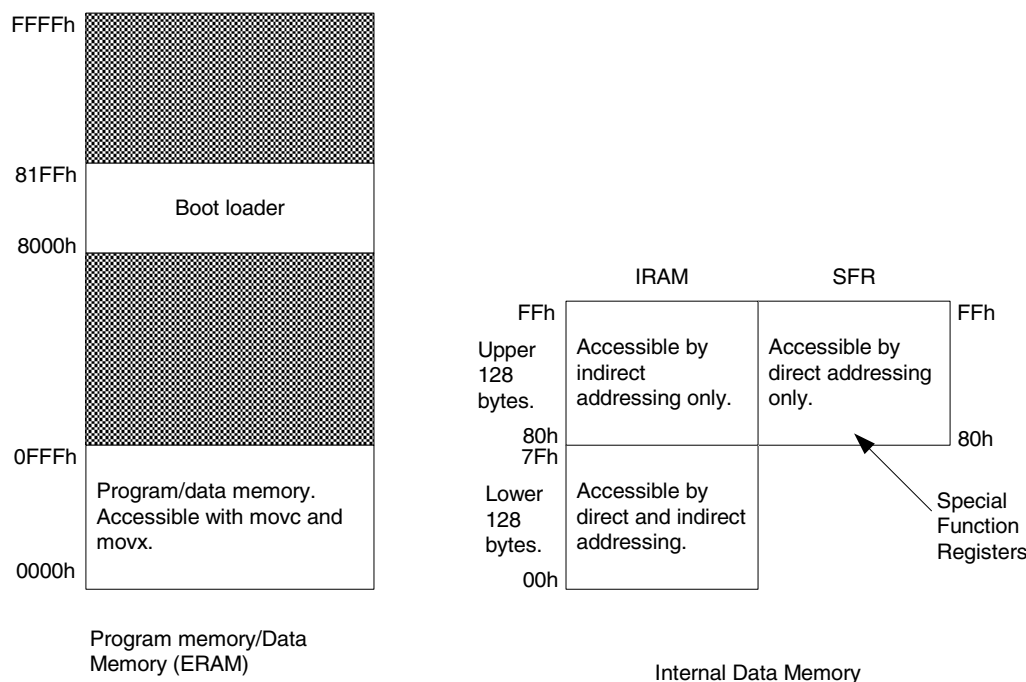 FFFFh
81FFh
Boot loader
8000h
0FFFh
Program/data memory.
Accessible with movc and
movx.
0000h
Program memory/Data
Memory (ERAM)
IRAM
SFR
FFh
FFh
Upper
128
bytes.
Accessible by
indirect
addressing only.
Accessible by
direct addressing
only.
80h
80h
7Fh
Lower
128
bytes.
Accessible by
direct and indirect
addressing.
00h
Special
Function
Registers
Internal Data Memory